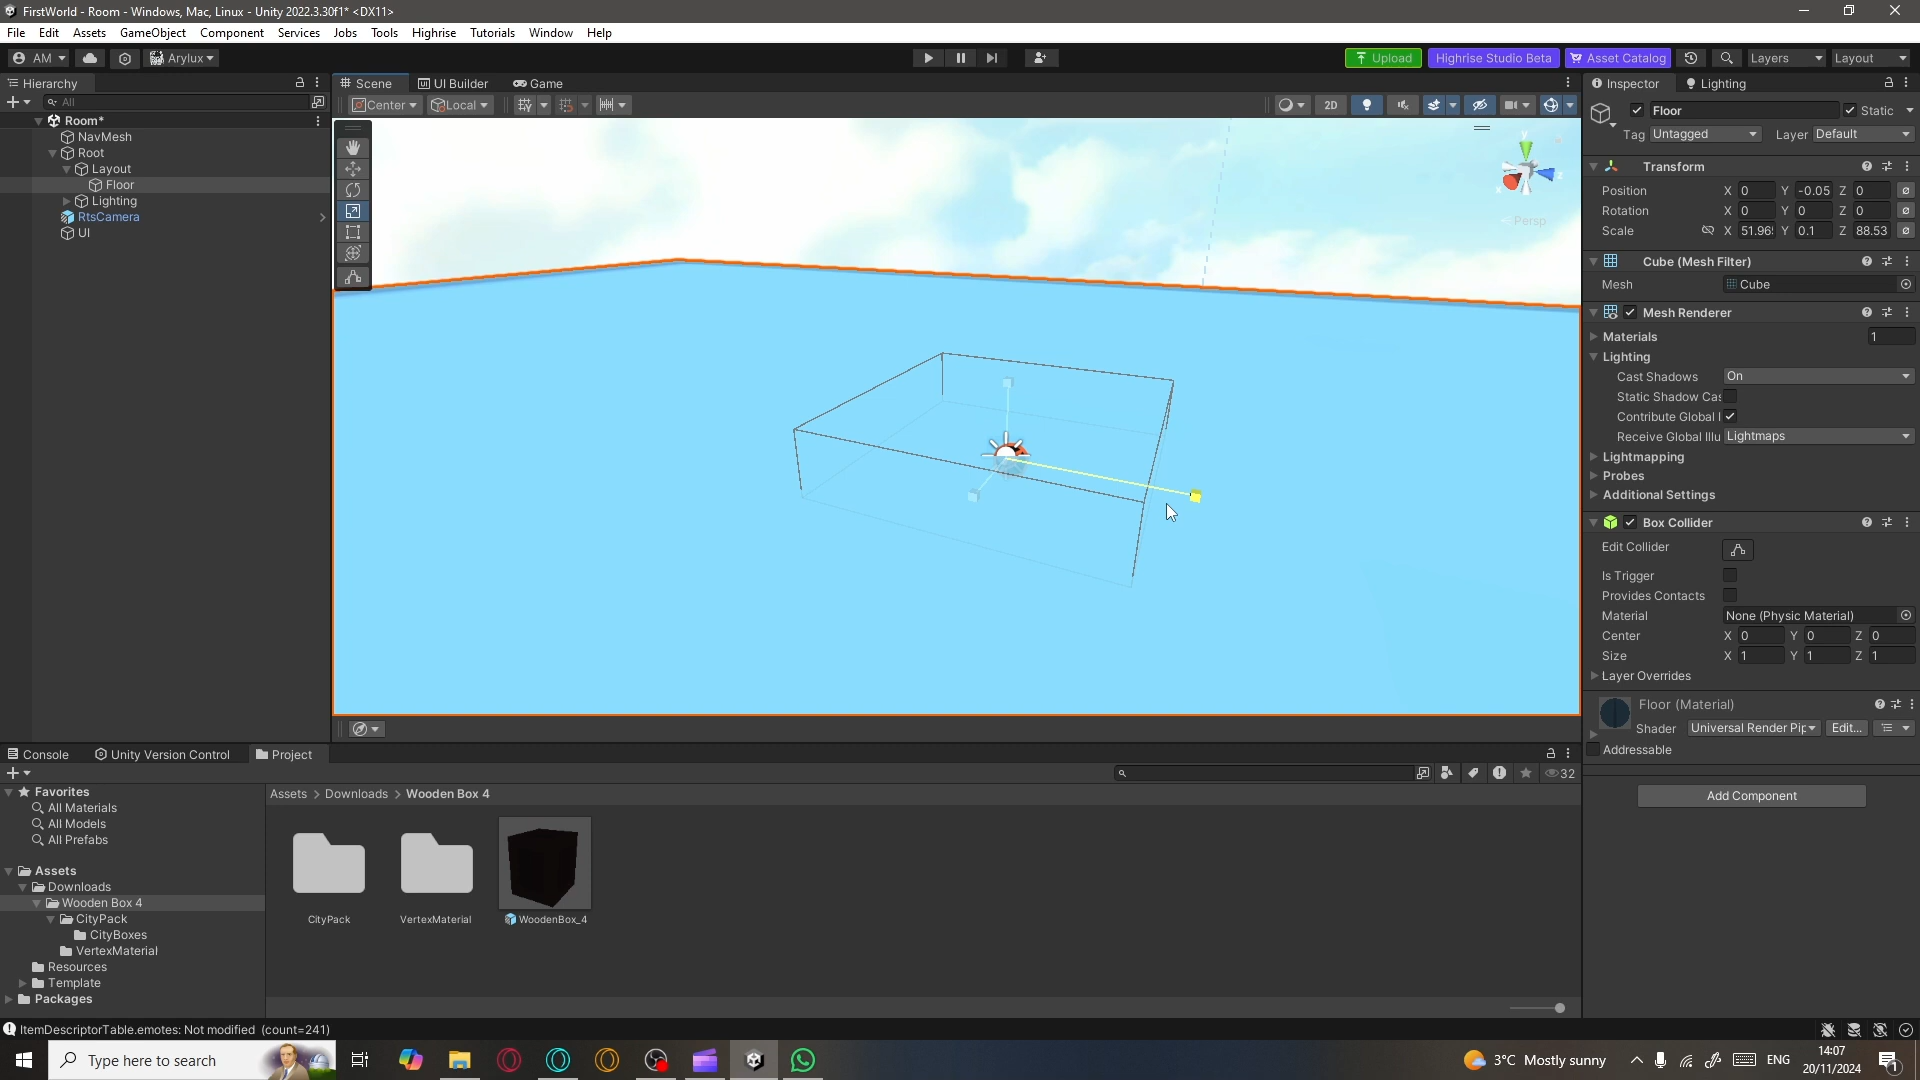 FirstWorld - Room - Windows, Mac, Linux - Unity 2022.3.30f1* <DX11>
File Edit Assets GameObject Component Services Jobs Tools Highrise Tutorials Window Help
AM Arylux Upload Highrise Studio Beta Asset Catalog Layers Layout
Hierarchy
All
Room*
NavMesh
Root
Layout
Floor
Lighting
RtsCamera
UI
Scene UI Builder Game
Center Local 2D
y
x z
Persp
Inspector Lighting
Floor Static
Tag Untagged Layer Default
Transform
Position X 0 Y -0.05 Z 0
Rotation X 0 Y 0 Z 0
Scale X 51.96 Y 0.1 Z 88.53
Cube (Mesh Filter)
Mesh Cube
Mesh Renderer
Materials 1
Lighting
Cast Shadows On
Static Shadow Cas
Contribute Global I
Receive Global Illu Lightmaps
Lightmapping
Probes
Additional Settings
Box Collider
Edit Collider
Is Trigger
Provides Contacts
Material None (Physic Material)
Center X 0 Y 0 Z 0
Size X 1 Y 1 Z 1
Layer Overrides
Floor (Material)
Shader Universal Render Pip Edit...
Addressable
Add Component
Console Unity Version Control Project
32
Favorites
All Materials
All Models
All Prefabs
Assets
Downloads
Wooden Box 4
CityPack
CityBoxes
VertexMaterial
Resources
Template
Packages
Assets > Downloads > Wooden Box 4
CityPack VertexMaterial WoodenBox_4
ItemDescriptorTable.emotes: Not modified (count=241)
Type here to search
3°C Mostly sunny
ENG
14:07
20/11/2024
1